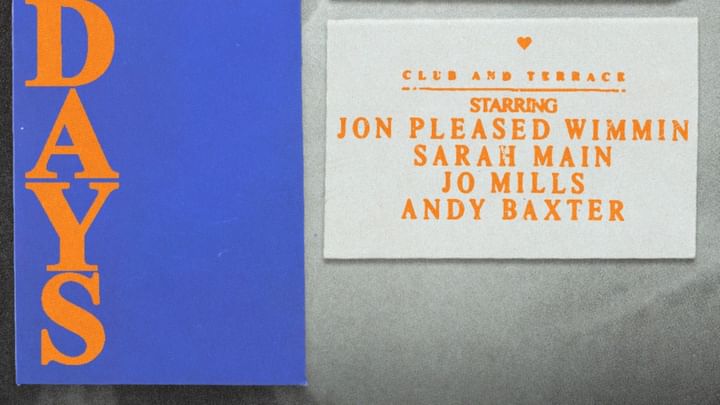 DAYS
CLUB AND TERRACE
STARRING
JON PLEASED WIMMIN
SARAH MAIN
JO MILLS
ANDY BAXTER